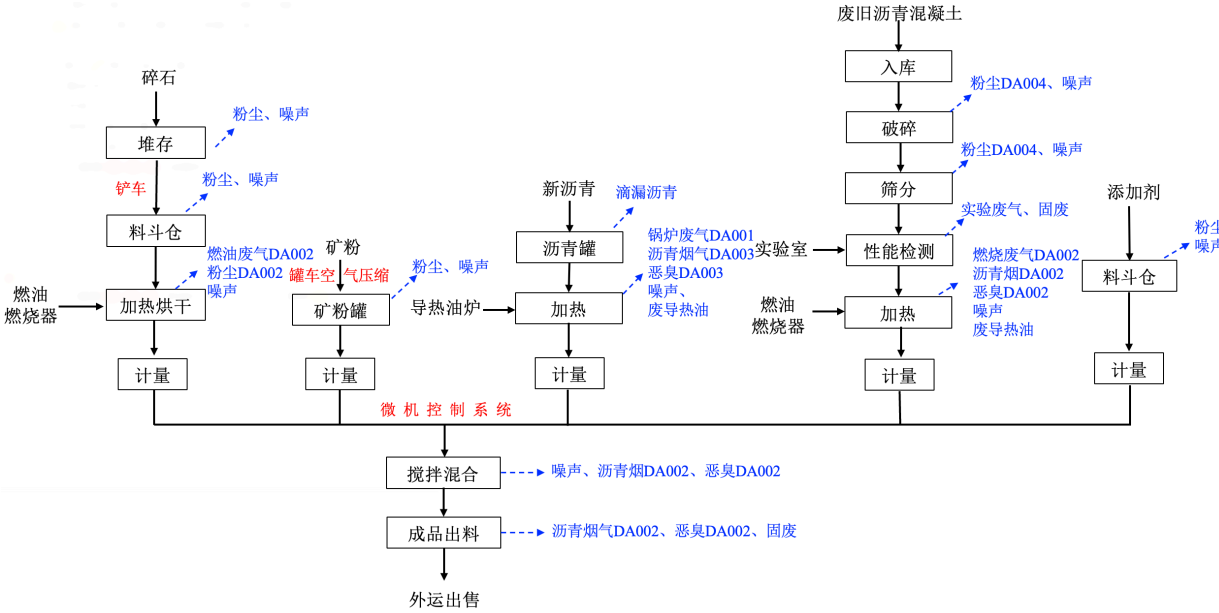 废旧沥青混凝土
入库
粉尘DA004、噪声
破碎
粉尘DA004、噪声
筛分
实验废气、固废
实验室
性能检测
燃烧废气DA002
沥青烟DA002
恶臭DA002
噪声
废导热油
燃油
燃烧器
加热
计量
碎石
粉尘、噪声
堆存
铲车
粉尘、噪声
料斗仓
燃油废气DA002
粉尘DA002
噪声
燃油
燃烧器
加热烘干
计量
矿粉
罐车空 气压缩
粉尘、噪声
矿粉罐
计量
新沥青
滴漏沥青
沥青罐
锅炉废气DA001
沥青烟气DA003
恶臭DA003
噪声、
废导热油
导热油炉
加热
计量
添加剂
粉尘
噪声
料斗仓
计量
微 机 控 制 系 统
搅拌混合
噪声、沥青烟DA002、恶臭DA002
成品出料
沥青烟气DA002、恶臭DA002、固废
外运出售